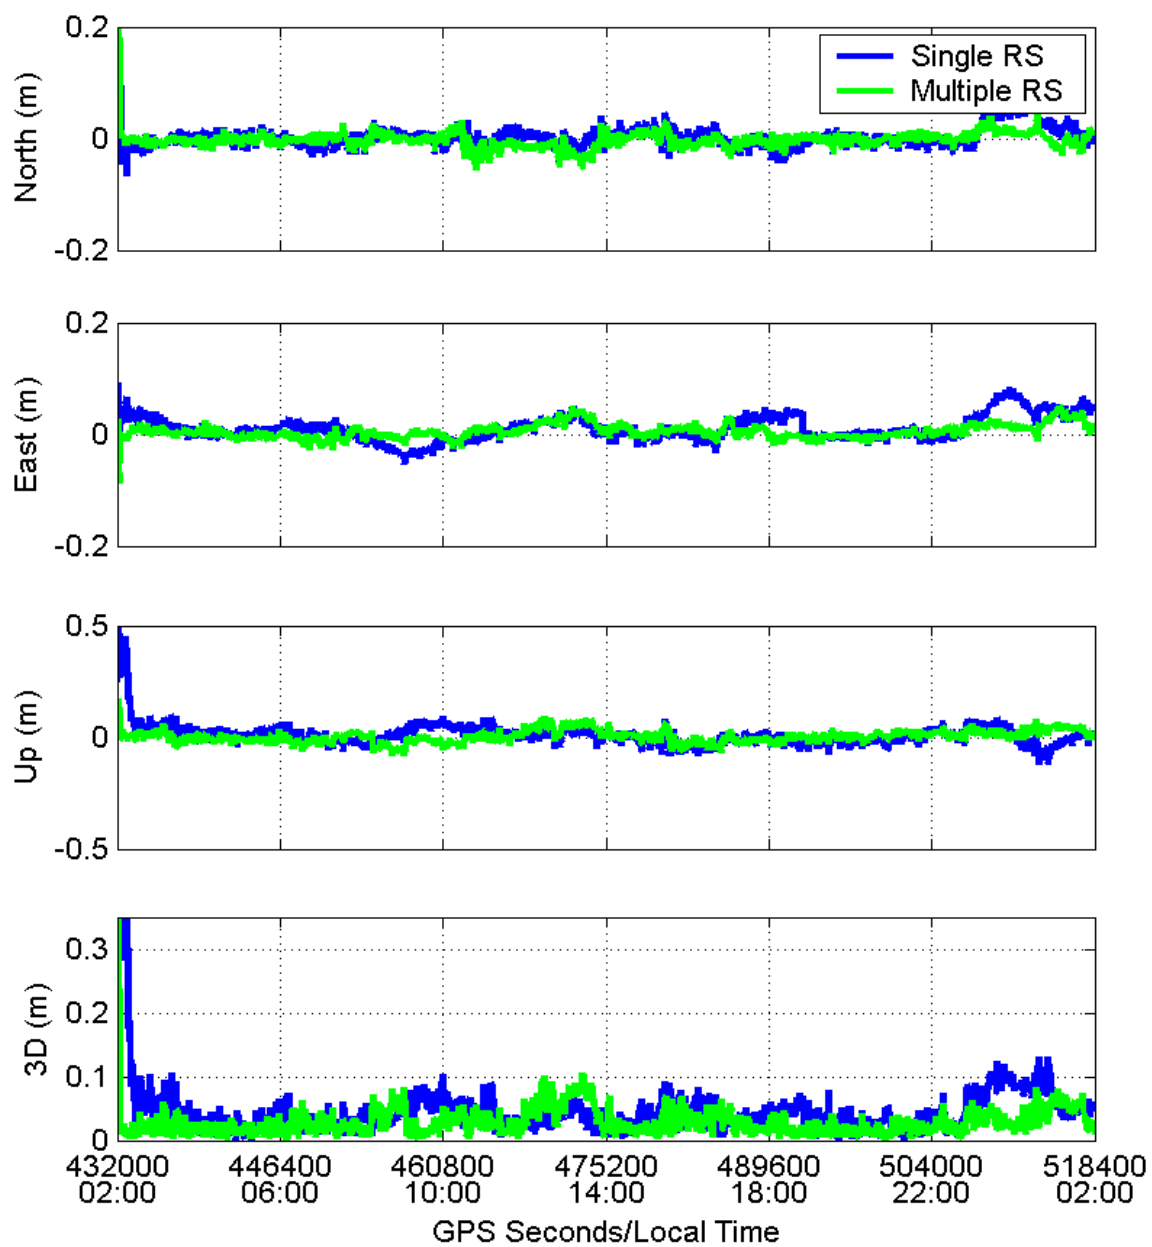 0.2
Single RS
Multiple RS
North (m)
0
-0.2
0.2
East (m)
0
-0.2
0.5
Up (m)
0
-0.5
0.3
0.2
3D (m)
0.1
0
432000 446400 460800 475200 489600 504000 518400
02:00 06:00 10:00 14:00 18:00 22:00 02:00
GPS Seconds/Local Time